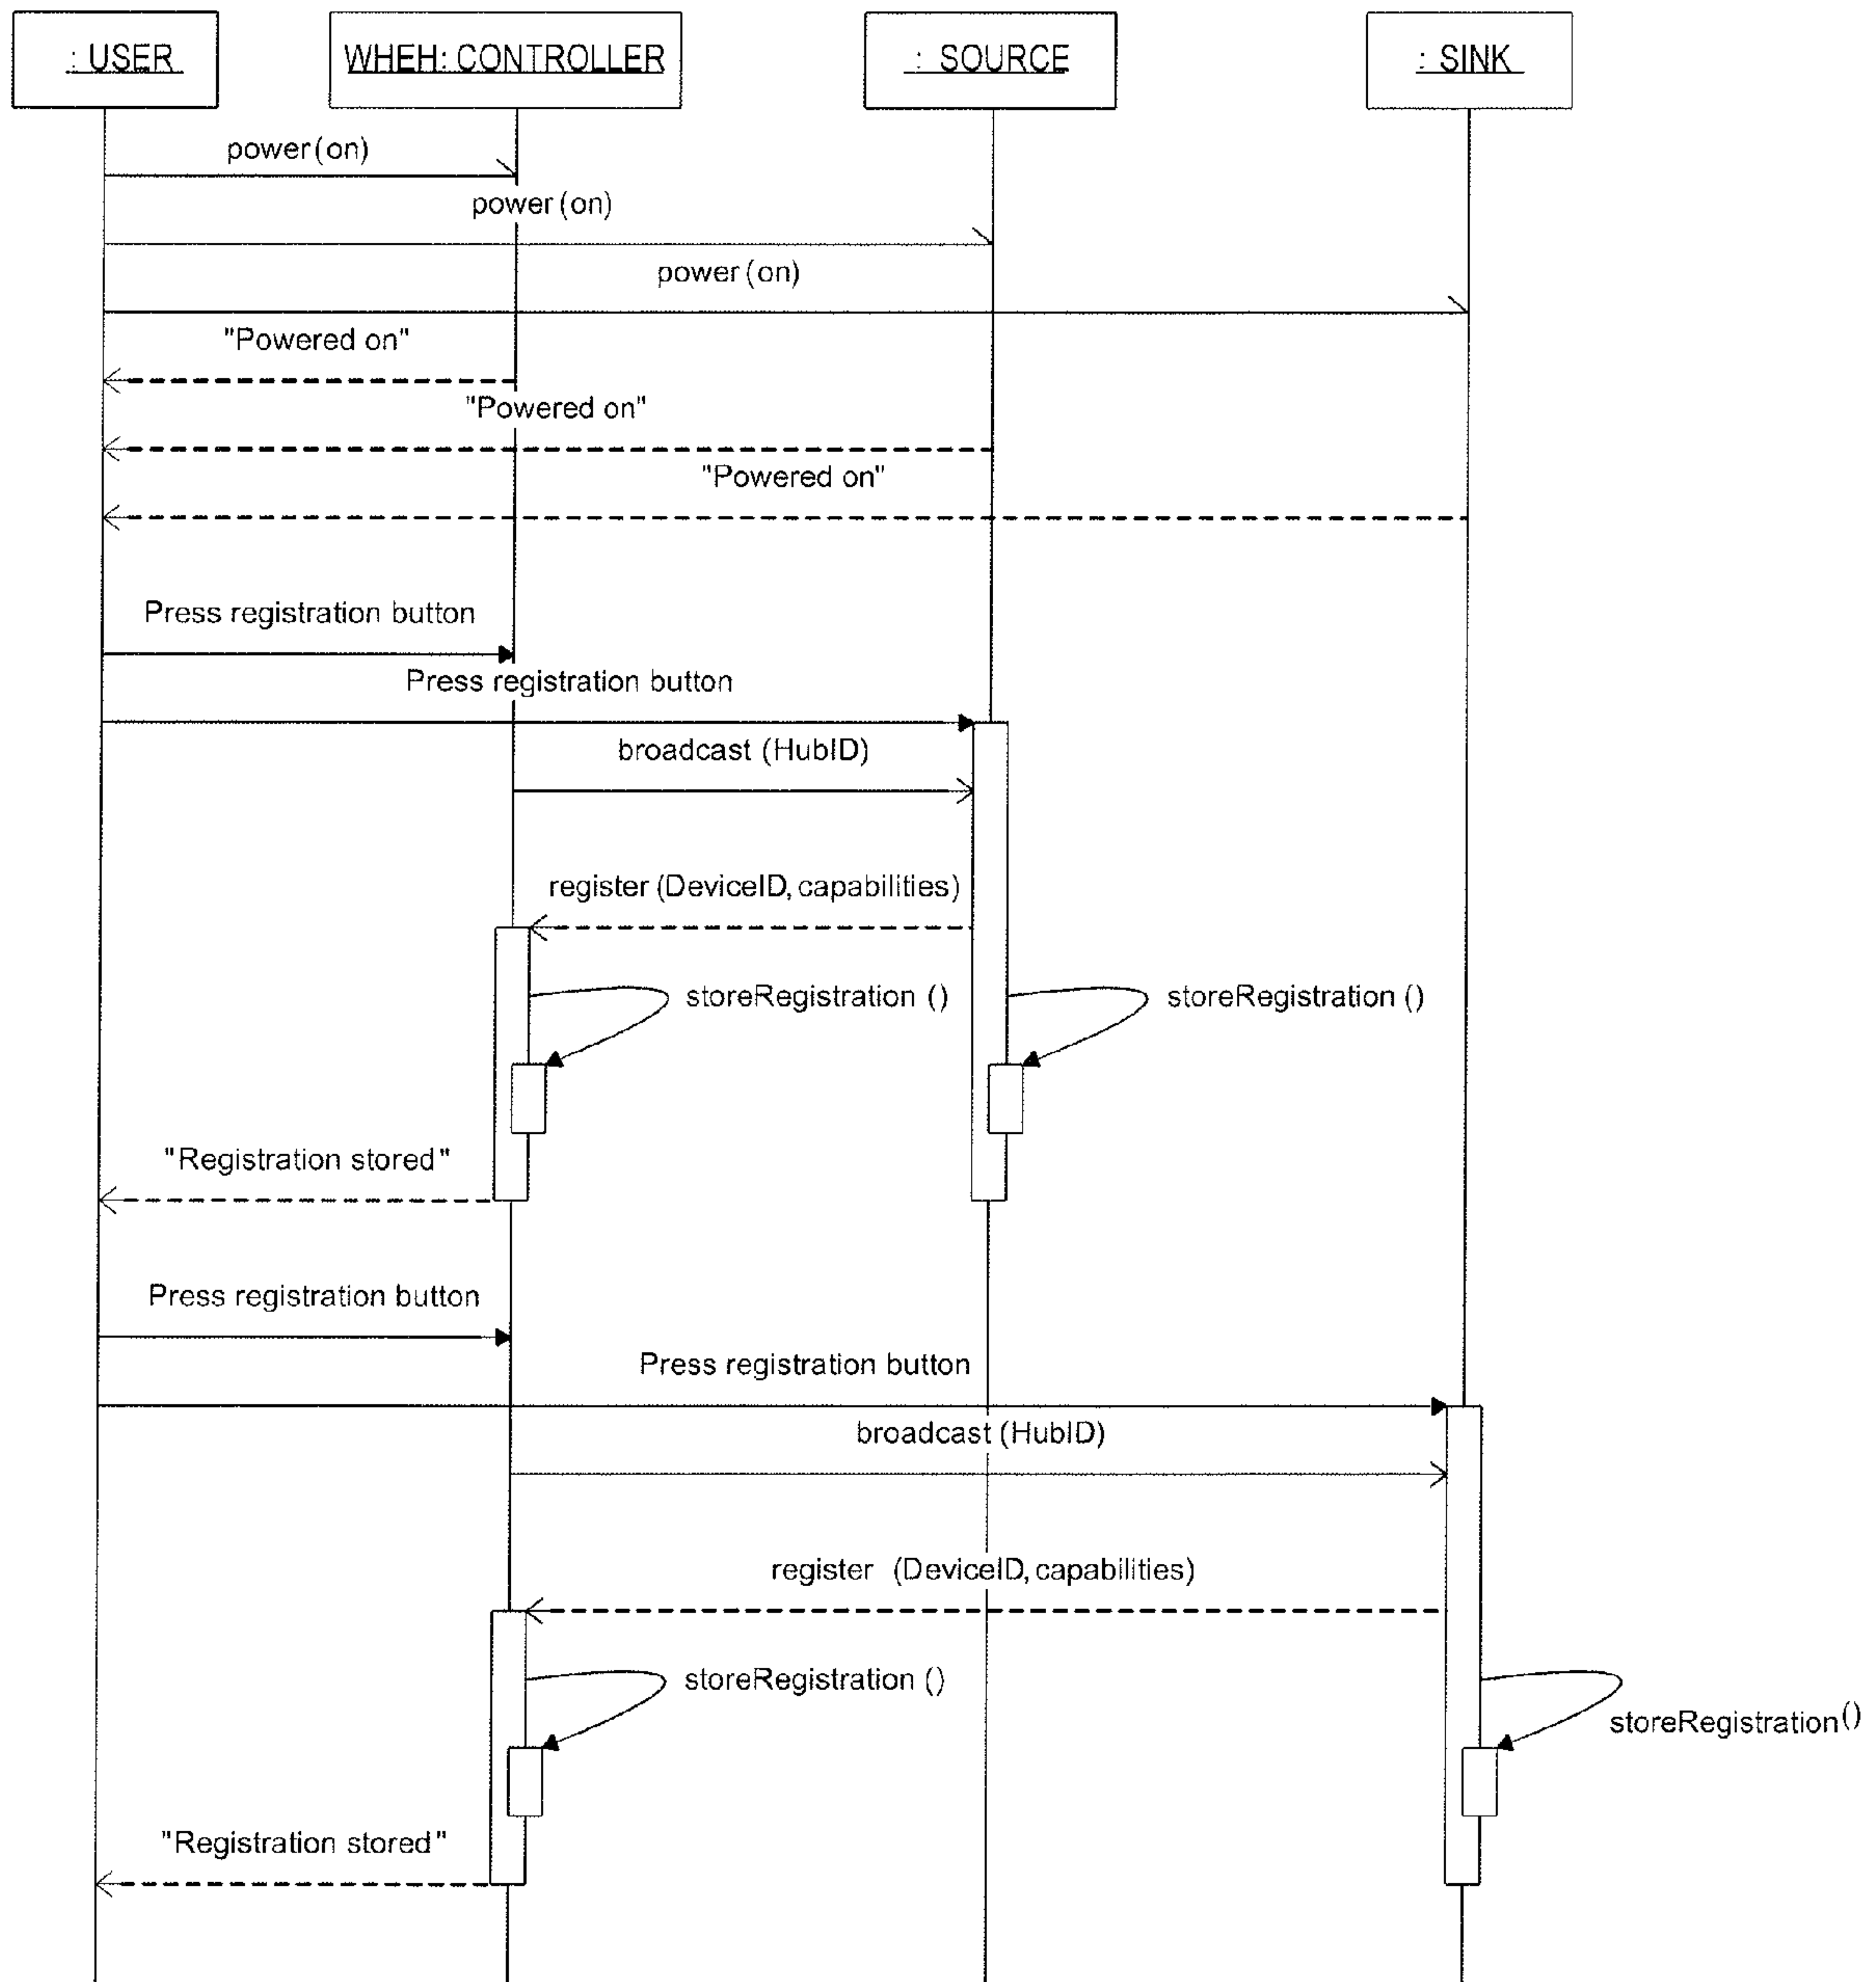 : USER
WHEH: CONTROLLER
: SOURCE
: SINK
power (on)
power (on)
power (on)
"Powered on"
"Powered on"
"Powered on"
Press registration button
Press registration button
broadcast (HubID)
register (DeviceID, capabilities)
storeRegistration ()
storeRegistration ()
"Registration stored"
Press registration button
Press registration button
broadcast (HubID)
register (DeviceID, capabilities)
storeRegistration ()
storeRegistration ()
"Registration stored"